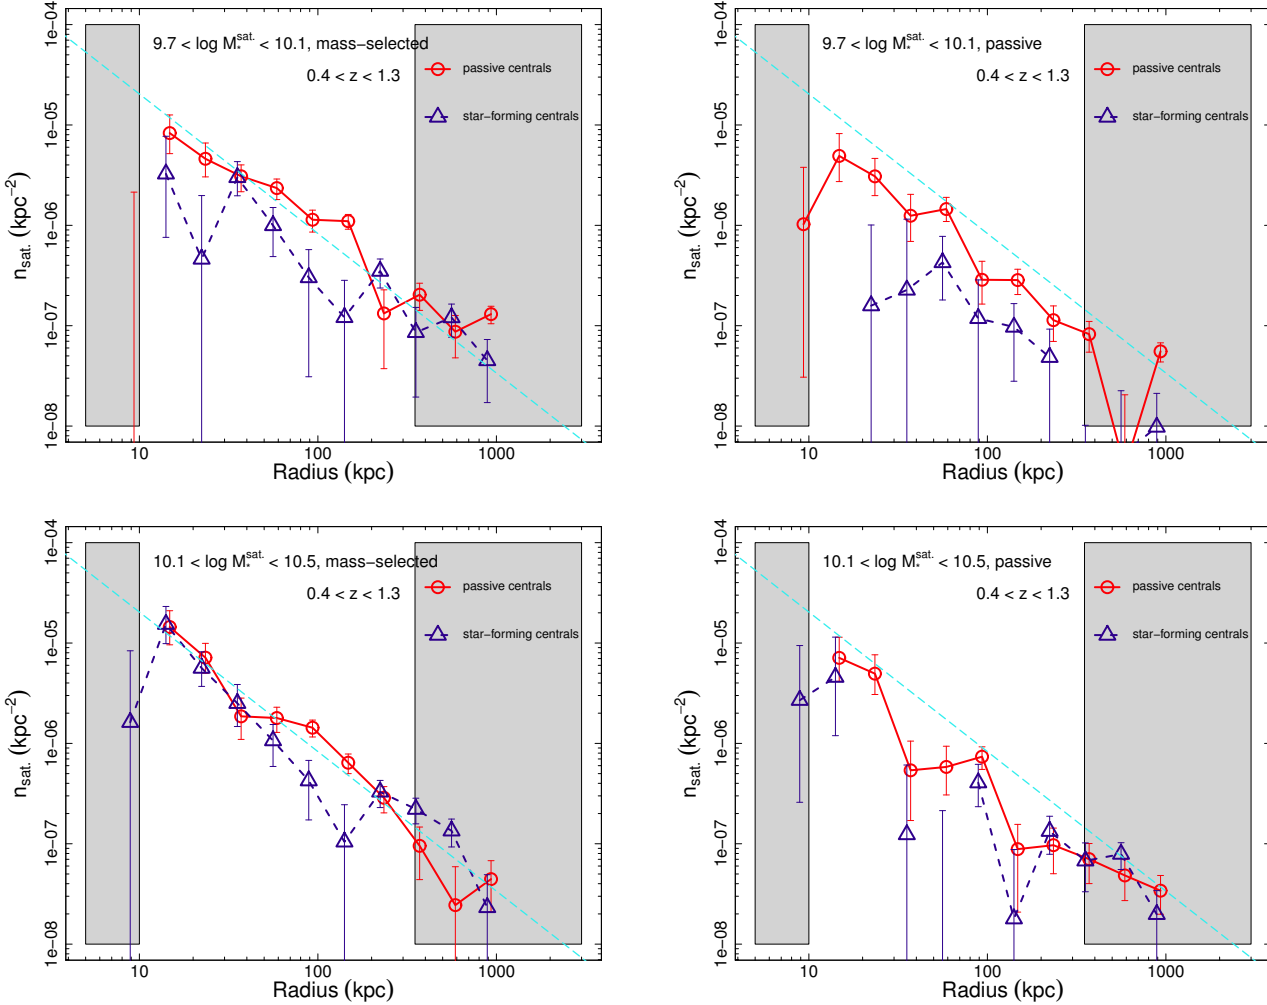 9.7 < log M*sat. < 10.1, mass−selected
0.4 < z < 1.3
passive centrals
star−forming centrals
1e−04
1e−05
1e−06
1e−07
1e−08
nsat. (kpc−2)
10
100
1000
Radius (kpc)
9.7 < log M*sat. < 10.1, passive
0.4 < z < 1.3
passive centrals
star−forming centrals
1e−04
1e−05
1e−06
1e−07
1e−08
nsat. (kpc−2)
10
100
1000
Radius (kpc)
10.1 < log M*sat. < 10.5, mass−selected
0.4 < z < 1.3
passive centrals
star−forming centrals
1e−04
1e−05
1e−06
1e−07
1e−08
nsat. (kpc−2)
10
100
1000
Radius (kpc)
10.1 < log M*sat. < 10.5, passive
0.4 < z < 1.3
passive centrals
star−forming centrals
1e−04
1e−05
1e−06
1e−07
1e−08
nsat. (kpc−2)
10
100
1000
Radius (kpc)